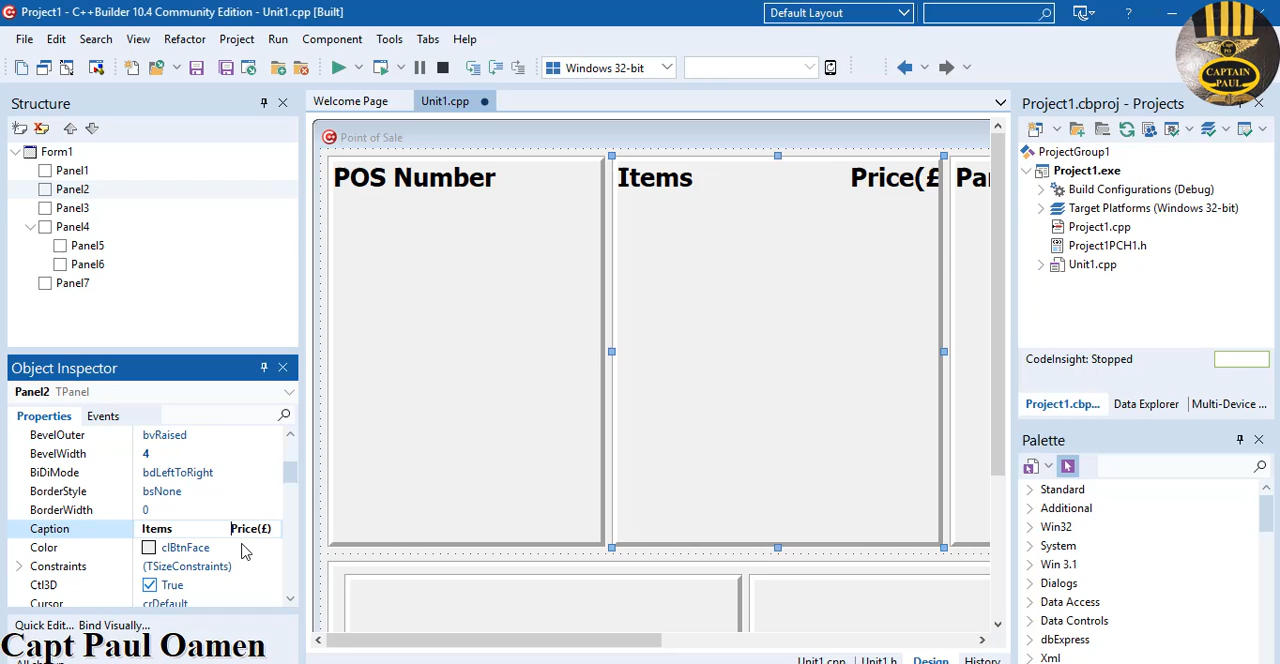 Project1 - C++Builder 10.4 Community Edition - Unit1.cpp [Built]
Default Layout
?
File Edit Search View Refactor Project Run Component Tools Tabs Help
Windows 32-bit
CAPTAIN
PAUL
Structure
Form1
Panel1
Panel2
Panel3
Panel4
Panel5
Panel6
Panel7
Object Inspector
Panel2 TPanel
Properties Events
BevelOuter bvRaised
BevelWidth 4
BiDiMode bdLeftToRight
BorderStyle bsNone
BorderWidth 0
Caption Items Price(£)
Color clBtnFace
Constraints (TSizeConstraints)
Ctl3D True
Cursor crDefault
Quick Edit... Bind Visually...
Capt Paul Oamen
Welcome Page Unit1.cpp
Point of Sale
POS Number Items Price(£ Pan
Unit1.cpp Unit1.h Design History
Project1.cbproj - Projects
ProjectGroup1
Project1.exe
Build Configurations (Debug)
Target Platforms (Windows 32-bit)
Project1.cpp
Project1PCH1.h
Unit1.cpp
CodeInsight: Stopped
Project1.cbp... Data Explorer Multi-Device ...
Palette
Standard
Additional
Win32
System
Win 3.1
Dialogs
Data Access
Data Controls
dbExpress
Xml